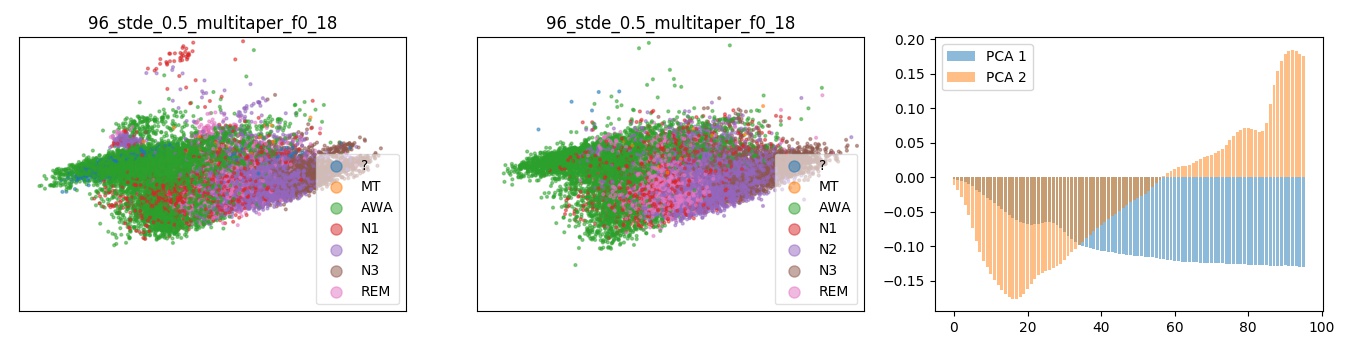 96_stde_0.5_multitaper_f0_18
?
MT
AWA
N1
N2
N3
REM
96_stde_0.5_multitaper_f0_18
?
MT
AWA
N1
N2
N3
REM
PCA 1
PCA 2
0.20
0.15
0.10
0.05
0.00
−0.05
−0.10
−0.15
0 20 40 60 80 100